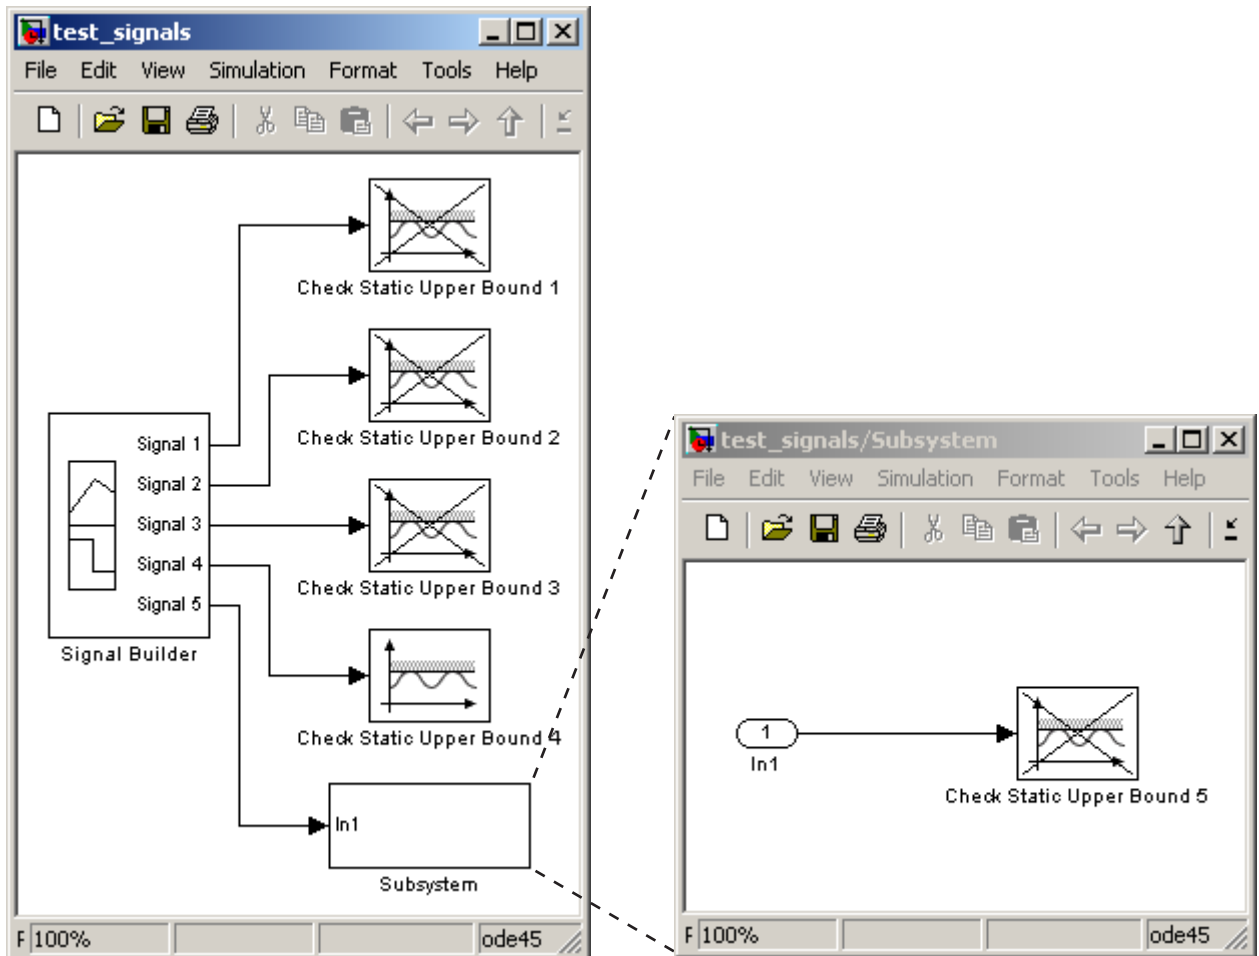 test_signals
File Edit View Simulation Format Tools Help
Check Static Upper Bound 1
Check Static Upper Bound 2
Signal 1
Signal 2
Signal 3
Signal 4
Signal 5
Signal Builder
Check Static Upper Bound 3
Check Static Upper Bound 4
In1
Subsystem
F 100% ode45
test_signals/Subsystem
File Edit View Simulation Format Tools Help
1
In1
Check Static Upper Bound 5
F 100% ode45